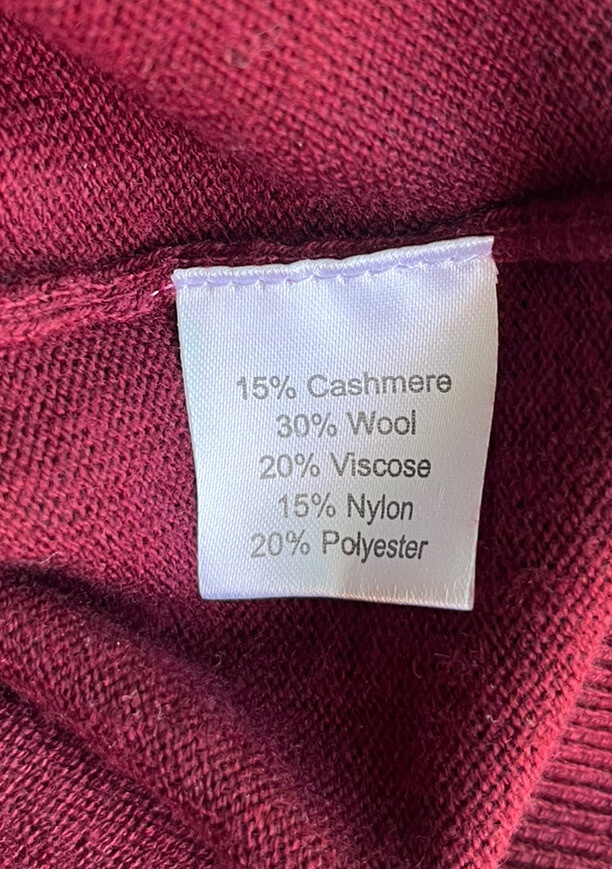 15% Cashmere
30% Wool
20% Viscose
15% Nylon
20% Polyester